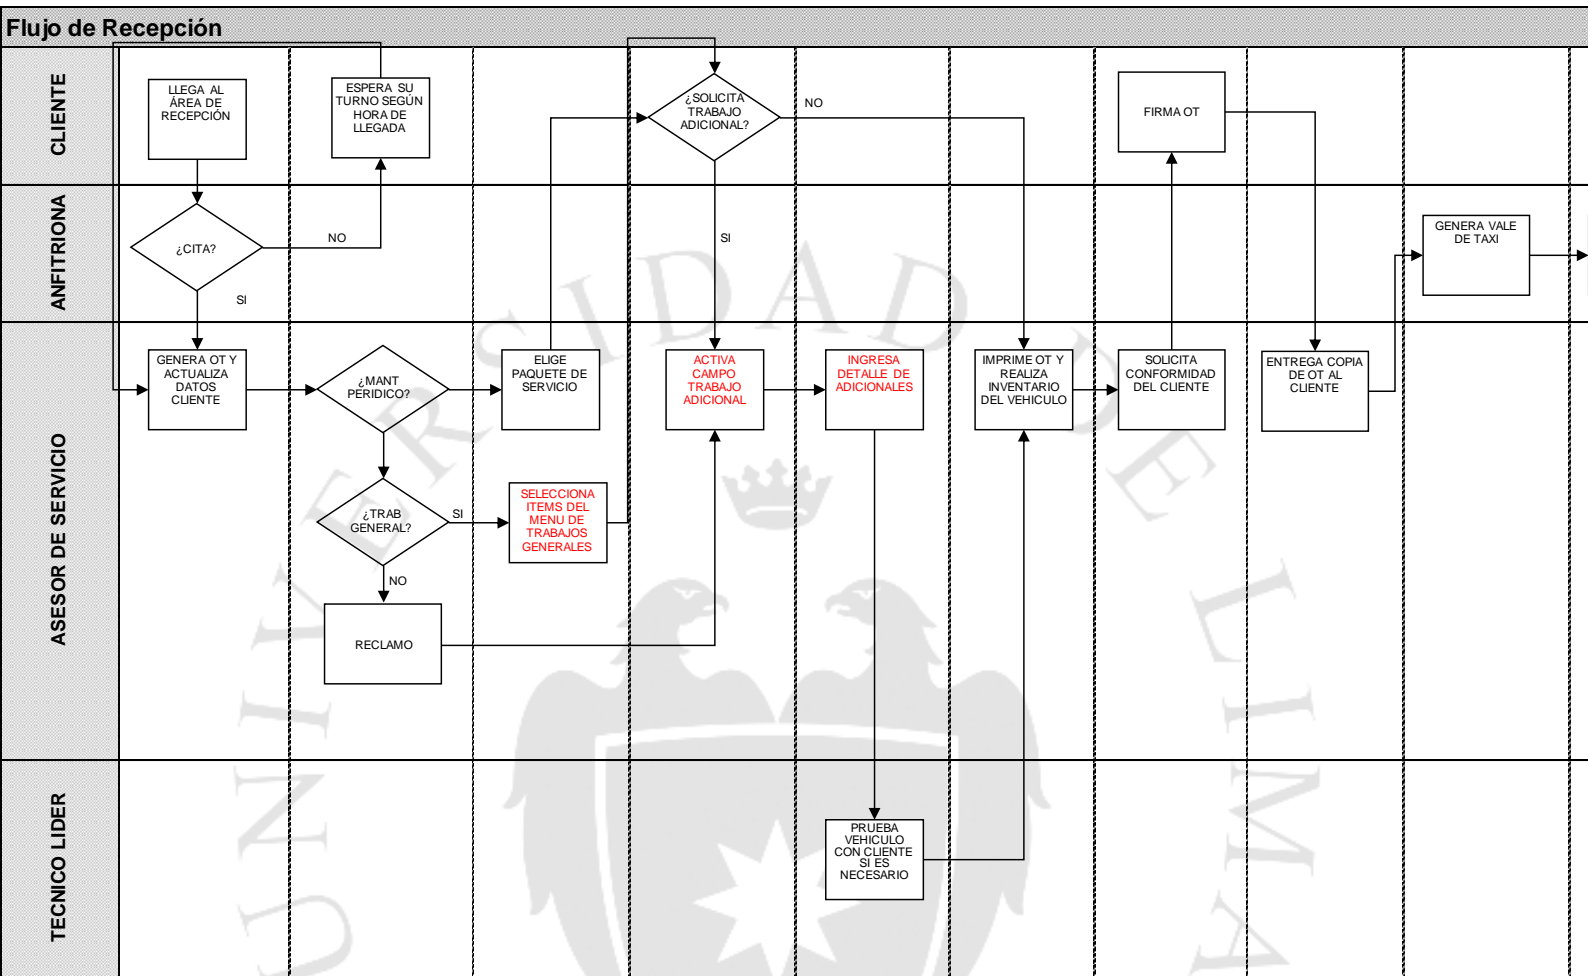 Flujo de Recepción
CLIENTE
LLEGA AL
ÁREA DE
RECEPCIÓN
ESPERA SU
TURNO SEGÚN
HORA DE
LLEGADA
¿SOLICITA
TRABAJO
ADICIONAL?
NO
FIRMA OT
ANFITRIONA
¿CITA?
NO
SI
SI
GENERA VALE
DE TAXI
ASESOR DE SERVICIO
GENERA OT Y
ACTUALIZA
DATOS
CLIENTE
¿MANT
PERIDICO?
ELIGE
PAQUETE DE
SERVICIO
ACTIVA
CAMPO
TRABAJO
ADICIONAL
INGRESA
DETALLE DE
ADICIONALES
IMPRIME OT Y
REALIZA
INVENTARIO
DEL VEHICULO
SOLICITA
CONFORMIDAD
DEL CLIENTE
ENTREGA COPIA
DE OT AL
CLIENTE
¿TRAB
GENERAL?
SI
SELECCIONA
ITEMS DEL
MENU DE
TRABAJOS
GENERALES
NO
RECLAMO
TECNICO LIDER
PRUEBA
VEHICULO
CON CLIENTE
SI ES
NECESARIO
UNIVERSIDAD DE LIMA